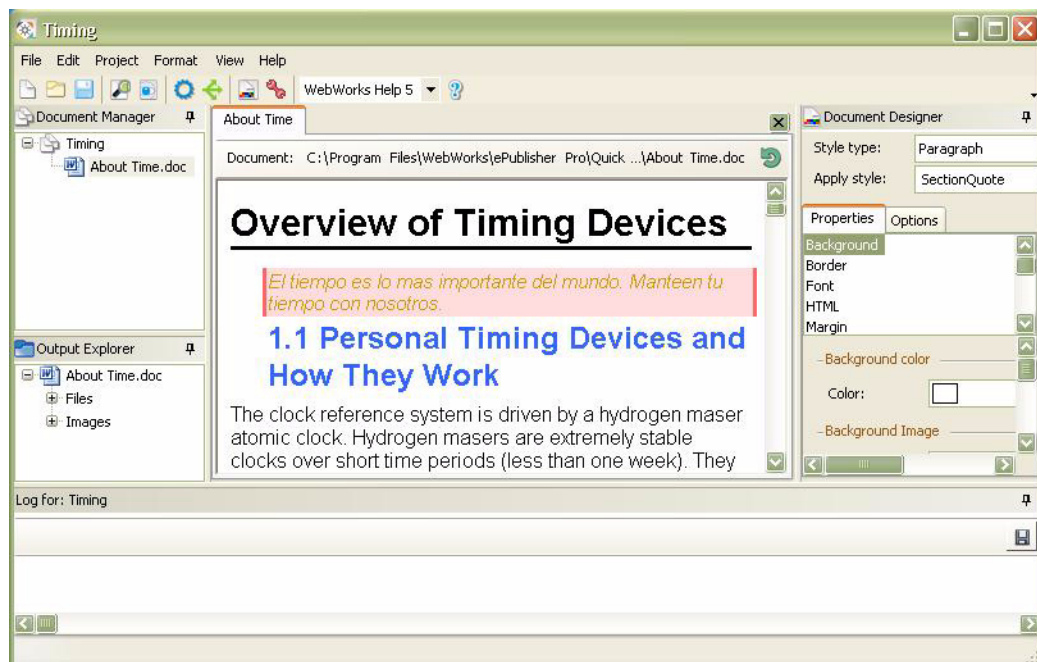 Timing
File Edit Project Format View Help
WebWorks Help 5
Document Manager
Timing
About Time.doc
Output Explorer
About Time.doc
Files
Images
About Time
Document: C:\Program Files\WebWorks\ePublisher Pro\Quick ...\About Time.doc
Overview of Timing Devices
El tiempo es lo mas importante del mundo. Manteen tu
tiempo con nosotros.
1.1 Personal Timing Devices and
How They Work
The clock reference system is driven by a hydrogen maser
atomic clock. Hydrogen masers are extremely stable
clocks over short time periods (less than one week). They
Document Designer
Style type: Paragraph
Apply style: SectionQuote
Properties Options
Background
Border
Font
HTML
Margin
Background color
Color:
Background Image
Log for: Timing